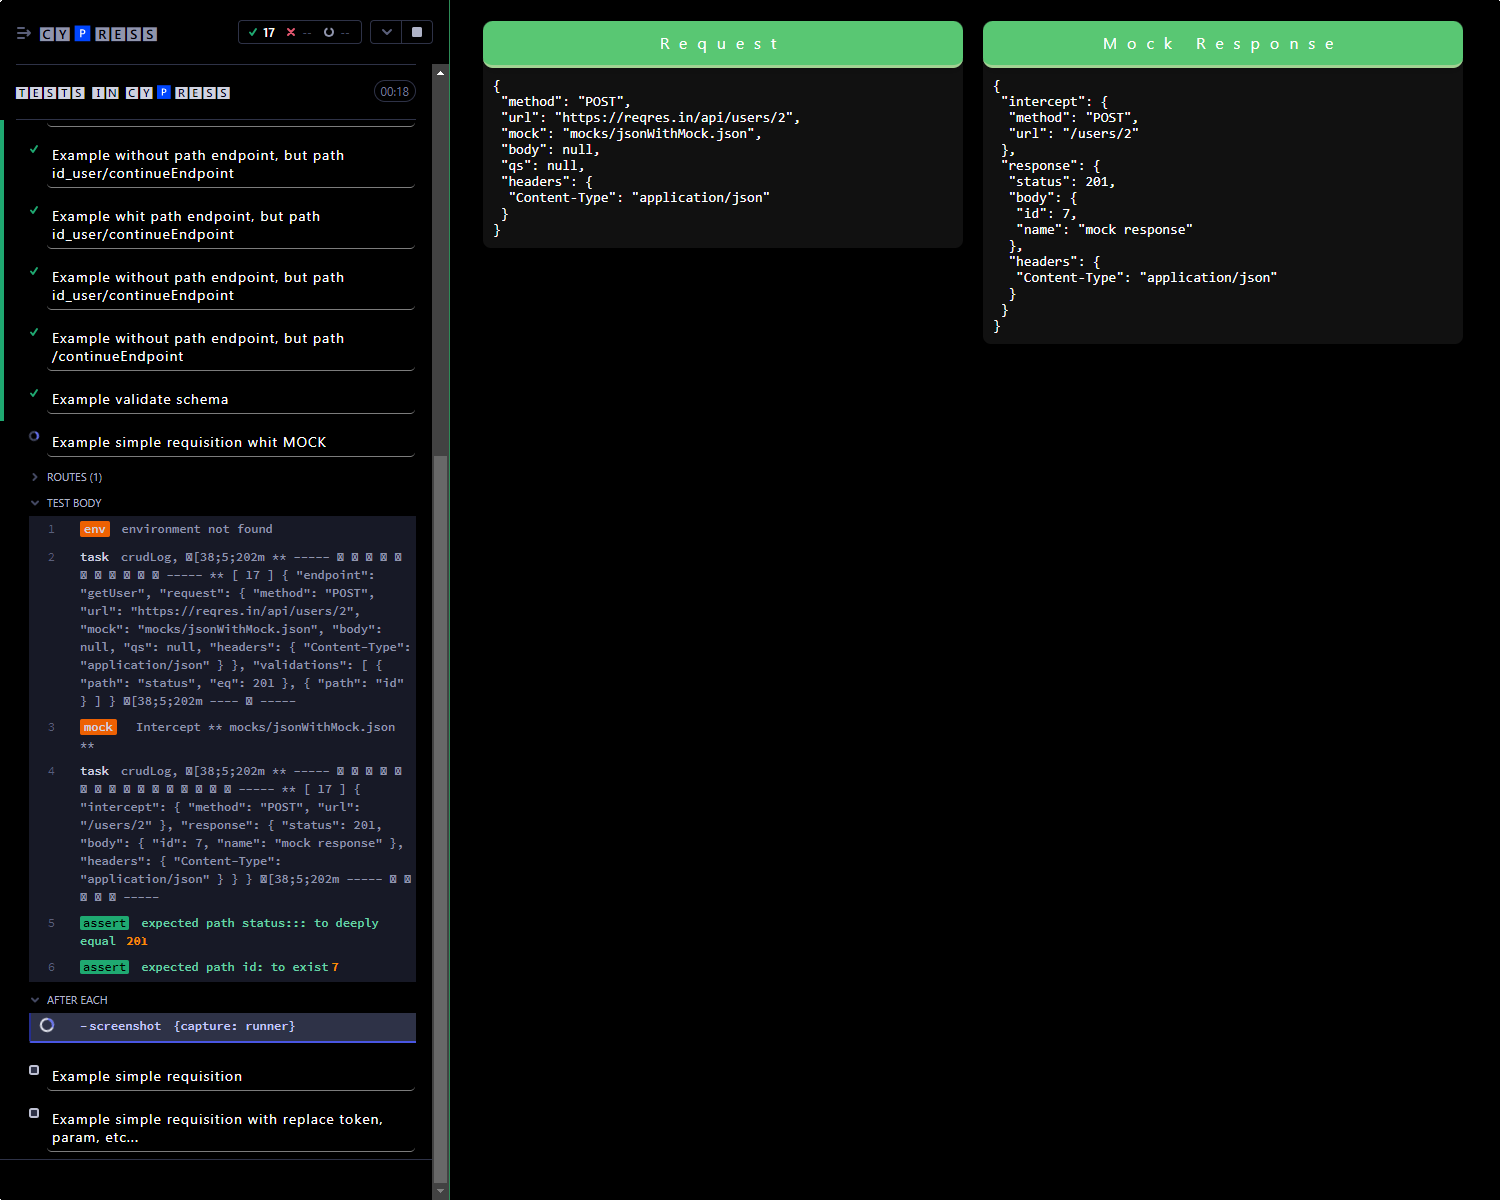 CYPRESS
17 -- --
TESTS IN CYPRESS 00:18
Example without path endpoint, but path
id_user/continueEndpoint
Example whit path endpoint, but path
id_user/continueEndpoint
Example without path endpoint, but path
id_user/continueEndpoint
Example without path endpoint, but path
/continueEndpoint
Example validate schema
Example simple requisition whit MOCK
ROUTES (1)
TEST BODY
1 env environment not found
2 task crudLog, [38;5;202m ** -----
----- ** [ 17 ] { "endpoint":
"getUser", "request": { "method": "POST",
"url": "https://reqres.in/api/users/2",
"mock": "mocks/jsonWithMock.json", "body":
null, "qs": null, "headers": { "Content-Type":
"application/json" } }, "validations": [ {
"path": "status", "eq": 201 }, { "path": "id"
} ] } [38;5;202m ---- -----
3 mock Intercept ** mocks/jsonWithMock.json
**
4 task crudLog, [38;5;202m ** -----
----- ** [ 17 ] {
"intercept": { "method": "POST", "url":
"/users/2" }, "response": { "status": 201,
"body": { "id": 7, "name": "mock response" },
"headers": { "Content-Type":
"application/json" } } } [38;5;202m -----
-----
5 assert expected path status::: to deeply
equal 201
6 assert expected path id: to exist 7
AFTER EACH
-screenshot {capture: runner}
Example simple requisition
Example simple requisition with replace token,
param, etc...
Request
{
"method": "POST",
"url": "https://reqres.in/api/users/2",
"mock": "mocks/jsonWithMock.json",
"body": null,
"qs": null,
"headers": {
"Content-Type": "application/json"
}
}
Mock Response
{
"intercept": {
"method": "POST",
"url": "/users/2"
},
"response": {
"status": 201,
"body": {
"id": 7,
"name": "mock response"
},
"headers": {
"Content-Type": "application/json"
}
}
}